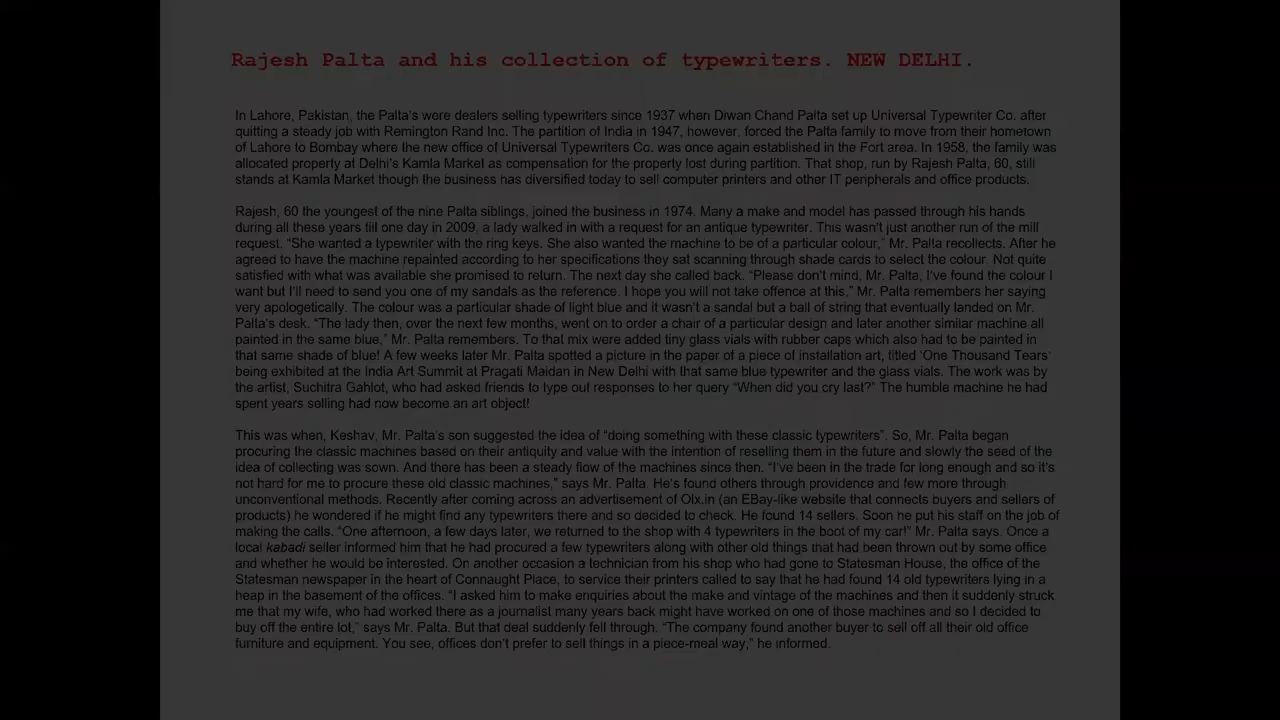 Rajesh Palta and his collection of typewriters. NEW DELHI.
In Lahore, Pakistan, the Palta's were dealers selling typewriters since 1937 when Diwan Chand Palta set up Universal Typewriter Co. after
quitting a steady job with Remington Rand Inc. The partition of India in 1947, however, forced the Palta family to move from their hometown
of Lahore to Bombay where the new office of Universal Typewriters Co. was once again established in the Fort area. In 1958, the family was
allocated property at Delhi's Kamla Market as compensation for the property lost during partition. That shop, run by Rajesh Palta, 60, still
stands at Kamla Market though the business has diversified today to sell computer printers and other IT peripherals and office products.
Rajesh, 60 the youngest of the nine Palta siblings, joined the business in 1974. Many a make and model has passed through his hands
during all these years till one day in 2009, a lady walked in with a request for an antique typewriter. This wasn't just another run of the mill
request. “She wanted a typewriter with the ring keys. She also wanted the machine to be of a particular colour,” Mr. Palta recollects. After he
agreed to have the machine repainted according to her specifications they sat scanning through shade cards to select the colour. Not quite
satisfied with what was available she promised to return. The next day she called back. “Please don't mind, Mr. Palta, I've found the colour I
want but I'll need to send you one of my sandals as the reference. I hope you will not take offence at this,” Mr. Palta remembers her saying
very apologetically. The colour was a particular shade of light blue and it wasn't a sandal but a ball of string that eventually landed on Mr.
Palta's desk. “The lady then, over the next few months, went on to order a chair of a particular design and later another similar machine all
painted in the same blue,” Mr. Palta remembers. To that mix were added tiny glass vials with rubber caps which also had to be painted in
that same shade of blue! A few weeks later Mr. Palta spotted a picture in the paper of a piece of installation art, titled ‘One Thousand Tears’
being exhibited at the India Art Summit at Pragati Maidan in New Delhi with that same blue typewriter and the glass vials. The work was by
the artist, Suchitra Gahlot, who had asked friends to type out responses to her query “When did you cry last?” The humble machine he had
spent years selling had now become an art object!
This was when, Keshav, Mr. Palta's son suggested the idea of “doing something with these classic typewriters”. So, Mr. Palta began
procuring the classic machines based on their antiquity and value with the intention of reselling them in the future and slowly the seed of the
idea of collecting was sown. And there has been a steady flow of the machines since then. “I've been in the trade for long enough and so it's
not hard for me to procure these old classic machines,” says Mr. Palta. He's found others through providence and few more through
unconventional methods. Recently after coming across an advertisement of Olx.in (an EBay-like website that connects buyers and sellers of
products) he wondered if he might find any typewriters there and so decided to check. He found 14 sellers. Soon he put his staff on the job of
making the calls. “One afternoon, a few days later, we returned to the shop with 4 typewriters in the boot of my car!” Mr. Palta says. Once a
local kabadi seller informed him that he had procured a few typewriters along with other old things that had been thrown out by some office
and whether he would be interested. On another occasion a technician from his shop who had gone to Statesman House, the office of the
Statesman newspaper in the heart of Connaught Place, to service their printers called to say that he had found 14 old typewriters lying in a
heap in the basement of the offices. “I asked him to make enquiries about the make and vintage of the machines and then it suddenly struck
me that my wife, who had worked there as a journalist many years back might have worked on one of those machines and so I decided to
buy off the entire lot,” says Mr. Palta. But that deal suddenly fell through. “The company found another buyer to sell off all their old office
furniture and equipment. You see, offices don't prefer to sell things in a piece-meal way,” he informed.